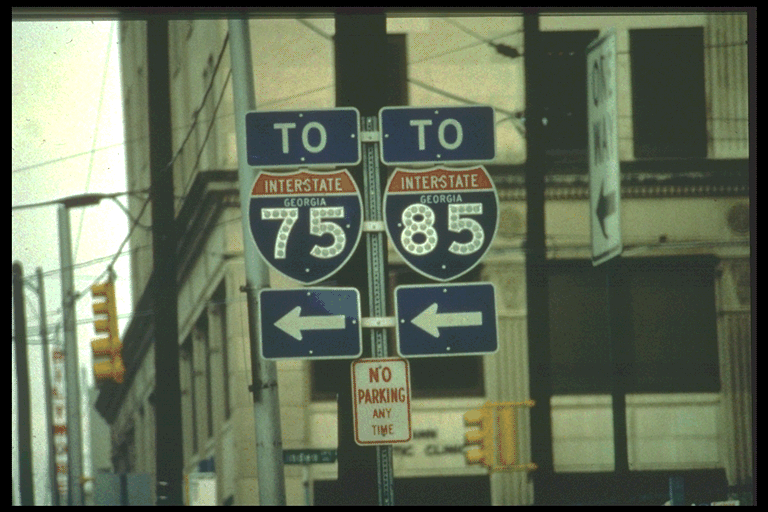 TO
TO
INTERSTATE
GEORGIA
75
INTERSTATE
GEORGIA
85
ONE
WAY
NO
PARKING
ANY
TIME